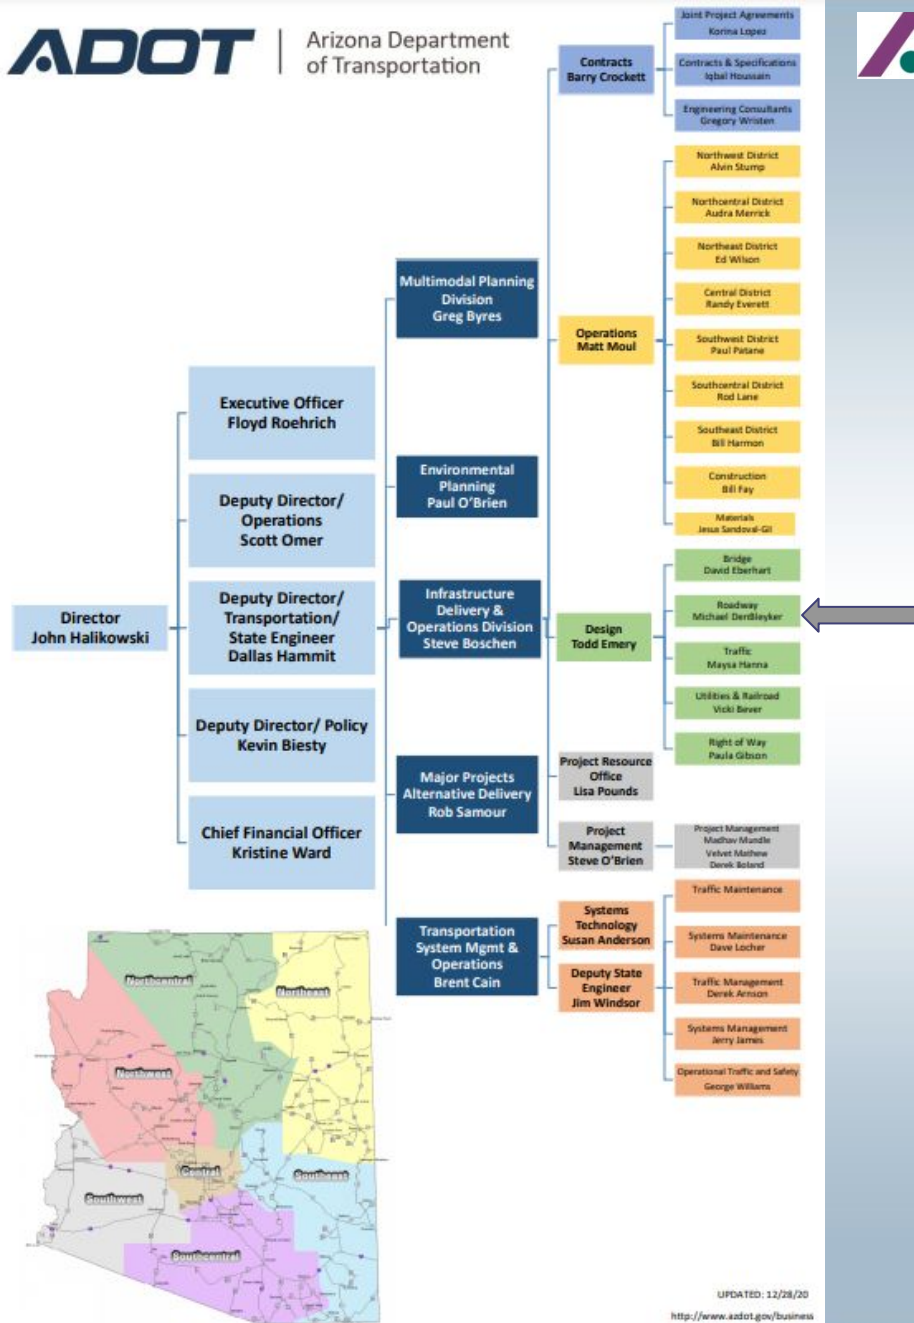 ADOT
Arizona Department
of Transportation
Director
John Halikowski
Executive Officer
Floyd Roehrich
Deputy Director/
Operations
Scott Omer
Deputy Director/
Transportation/
State Engineer
Dallas Hammit
Deputy Director/ Policy
Kevin Biesty
Chief Financial Officer
Kristine Ward
Multimodal Planning
Division
Greg Byres
Environmental
Planning
Paul O'Brien
Infrastructure
Delivery &
Operations Division
Steve Boschen
Major Projects
Alternative Delivery
Rob Samour
Transportation
System Mgmt &
Operations
Brent Cain
Contracts
Barry Crockett
Joint Project Agreements
Korina Lopez
Contracts & Specifications
Iqbal Houssain
Engineering Consultants
Gregory Wristen
Operations
Matt Moul
Northwest District
Alvin Stump
Northcentral District
Audra Merrick
Northeast District
Ed Wilson
Central District
Randy Everett
Southwest District
Paul Patane
Southcentral District
Rod Lane
Southeast District
Bill Harmon
Construction
Bill Fay
Materials
Jesus Sandoval-Gil
Design
Todd Emery
Bridge
David Eberhart
Roadway
Michael DenBleyker
Traffic
Maysa Hanna
Utilities & Railroad
Vicki Bever
Right of Way
Paula Gibson
Project Resource
Office
Lisa Pounds
Project
Management
Steve O'Brien
Project Management
Madhav Mundle
Velvet Mathew
Derek Boland
Systems
Technology
Susan Anderson
Deputy State
Engineer
Jim Windsor
Traffic Maintenance
Systems Maintenance
Dave Locher
Traffic Management
Derek Arnson
Systems Management
Jerry James
Operational Traffic and Safety
George Williams
Northcentral
Northeast
Northwest
Central
Southeast
Southwest
Southcentral
UPDATED: 12/28/20
http://www.azdot.gov/business